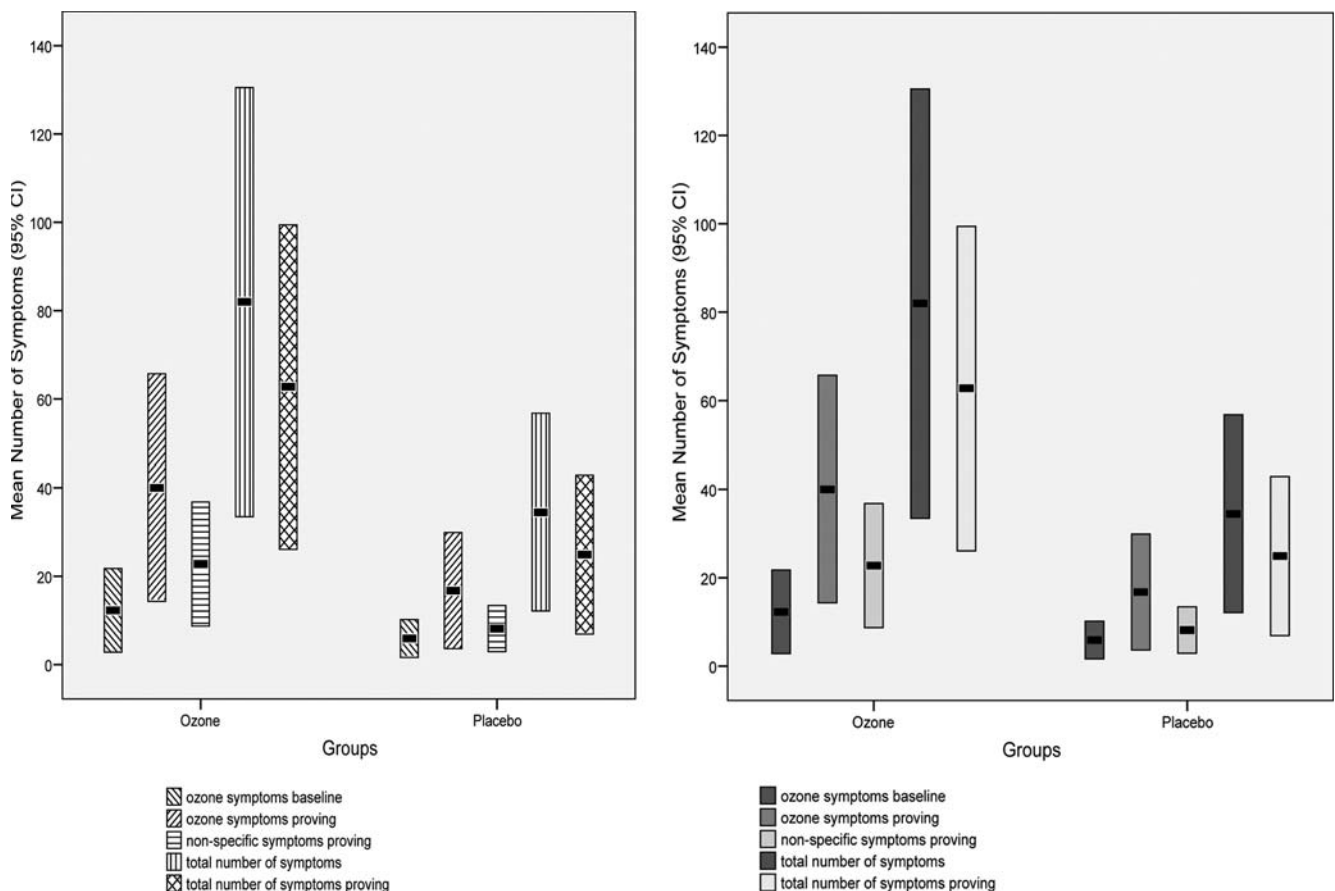 140
120
100
80
60
40
20
0
Mean Number of Symptoms (95% CI)
Ozone
Placebo
Groups
ozone symptoms baseline
ozone symptoms proving
non-specific symptoms proving
total number of symptoms
total number of symptoms proving
140
120
100
80
60
40
20
0
Mean Number of Symptoms (95% CI)
Ozone
Placebo
Groups
ozone symptoms baseline
ozone symptoms proving
non-specific symptoms proving
total number of symptoms
total number of symptoms proving